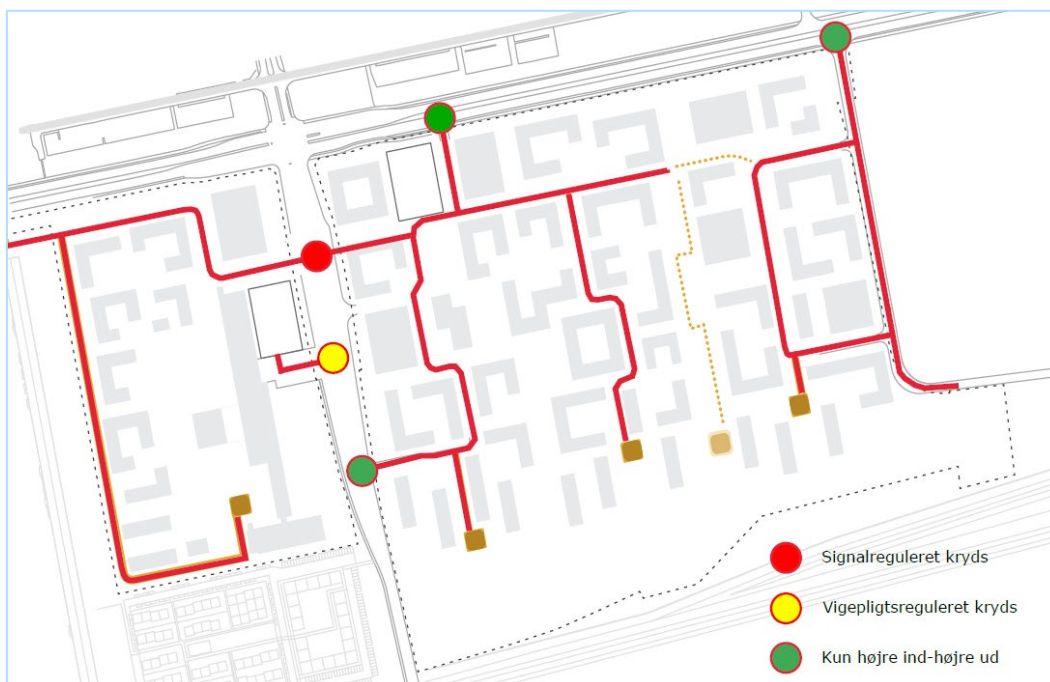 Signalreguleret kryds
Vigepligtsreguleret kryds
Kun højre ind-højre ud